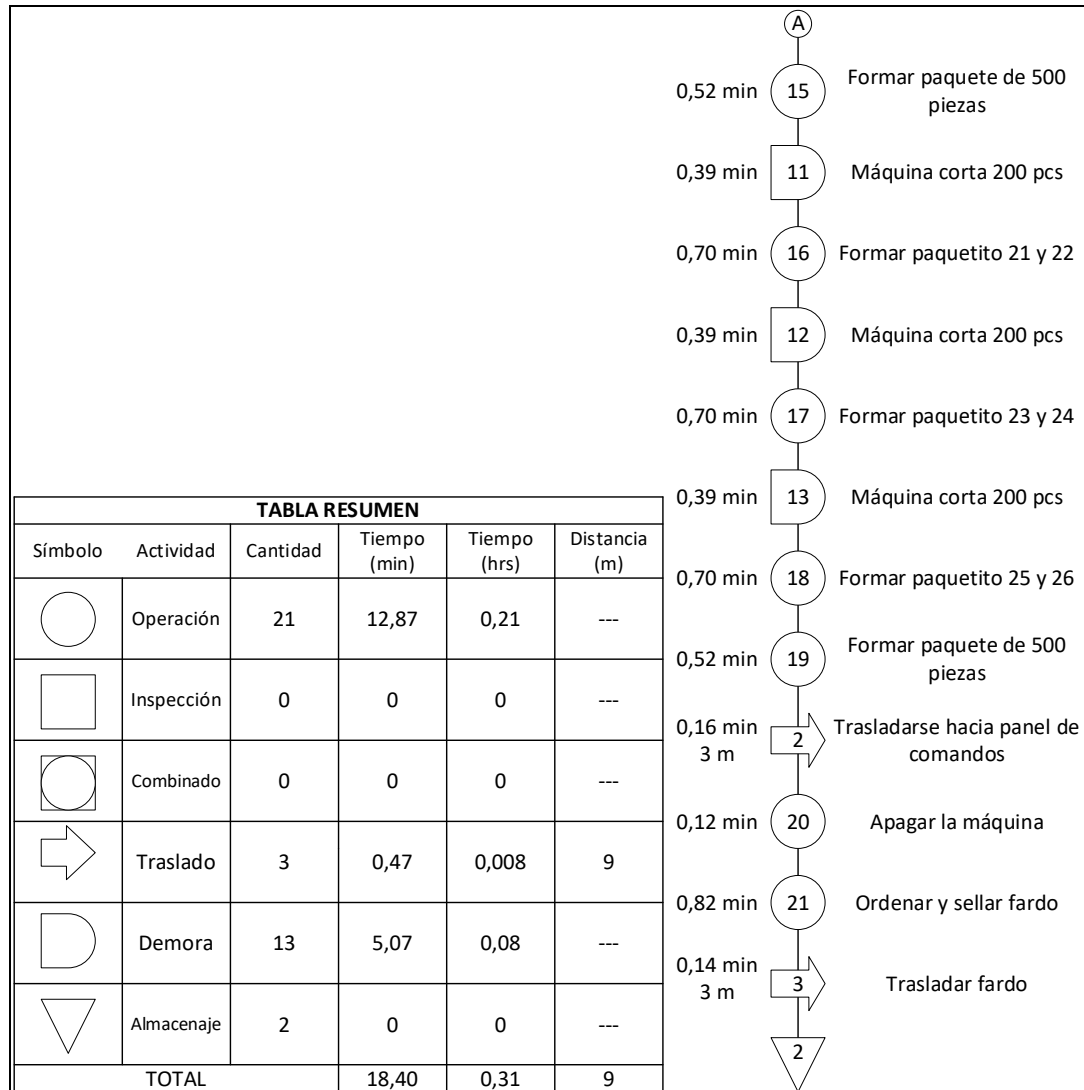 A
0,52 min 15 Formar paquete de 500
piezas
0,39 min 11 Máquina corta 200 pcs
0,70 min 16 Formar paquetito 21 y 22
0,39 min 12 Máquina corta 200 pcs
0,70 min 17 Formar paquetito 23 y 24
0,39 min 13 Máquina corta 200 pcs
0,70 min 18 Formar paquetito 25 y 26
0,52 min 19 Formar paquete de 500
piezas
0,16 min
3 m 2 Trasladarse hacia panel de
comandos
0,12 min 20 Apagar la máquina
0,82 min 21 Ordenar y sellar fardo
0,14 min
3 m 3 Trasladar fardo
2
TABLA RESUMEN
Símbolo Actividad Cantidad Tiempo (min) Tiempo (hrs) Distancia (m)
Operación 21 12,87 0,21 ---
Inspección 0 0 0 ---
Combinado 0 0 0 ---
Traslado 3 0,47 0,008 9
Demora 13 5,07 0,08 ---
Almacenaje 2 0 0 ---
TOTAL 18,40 0,31 9